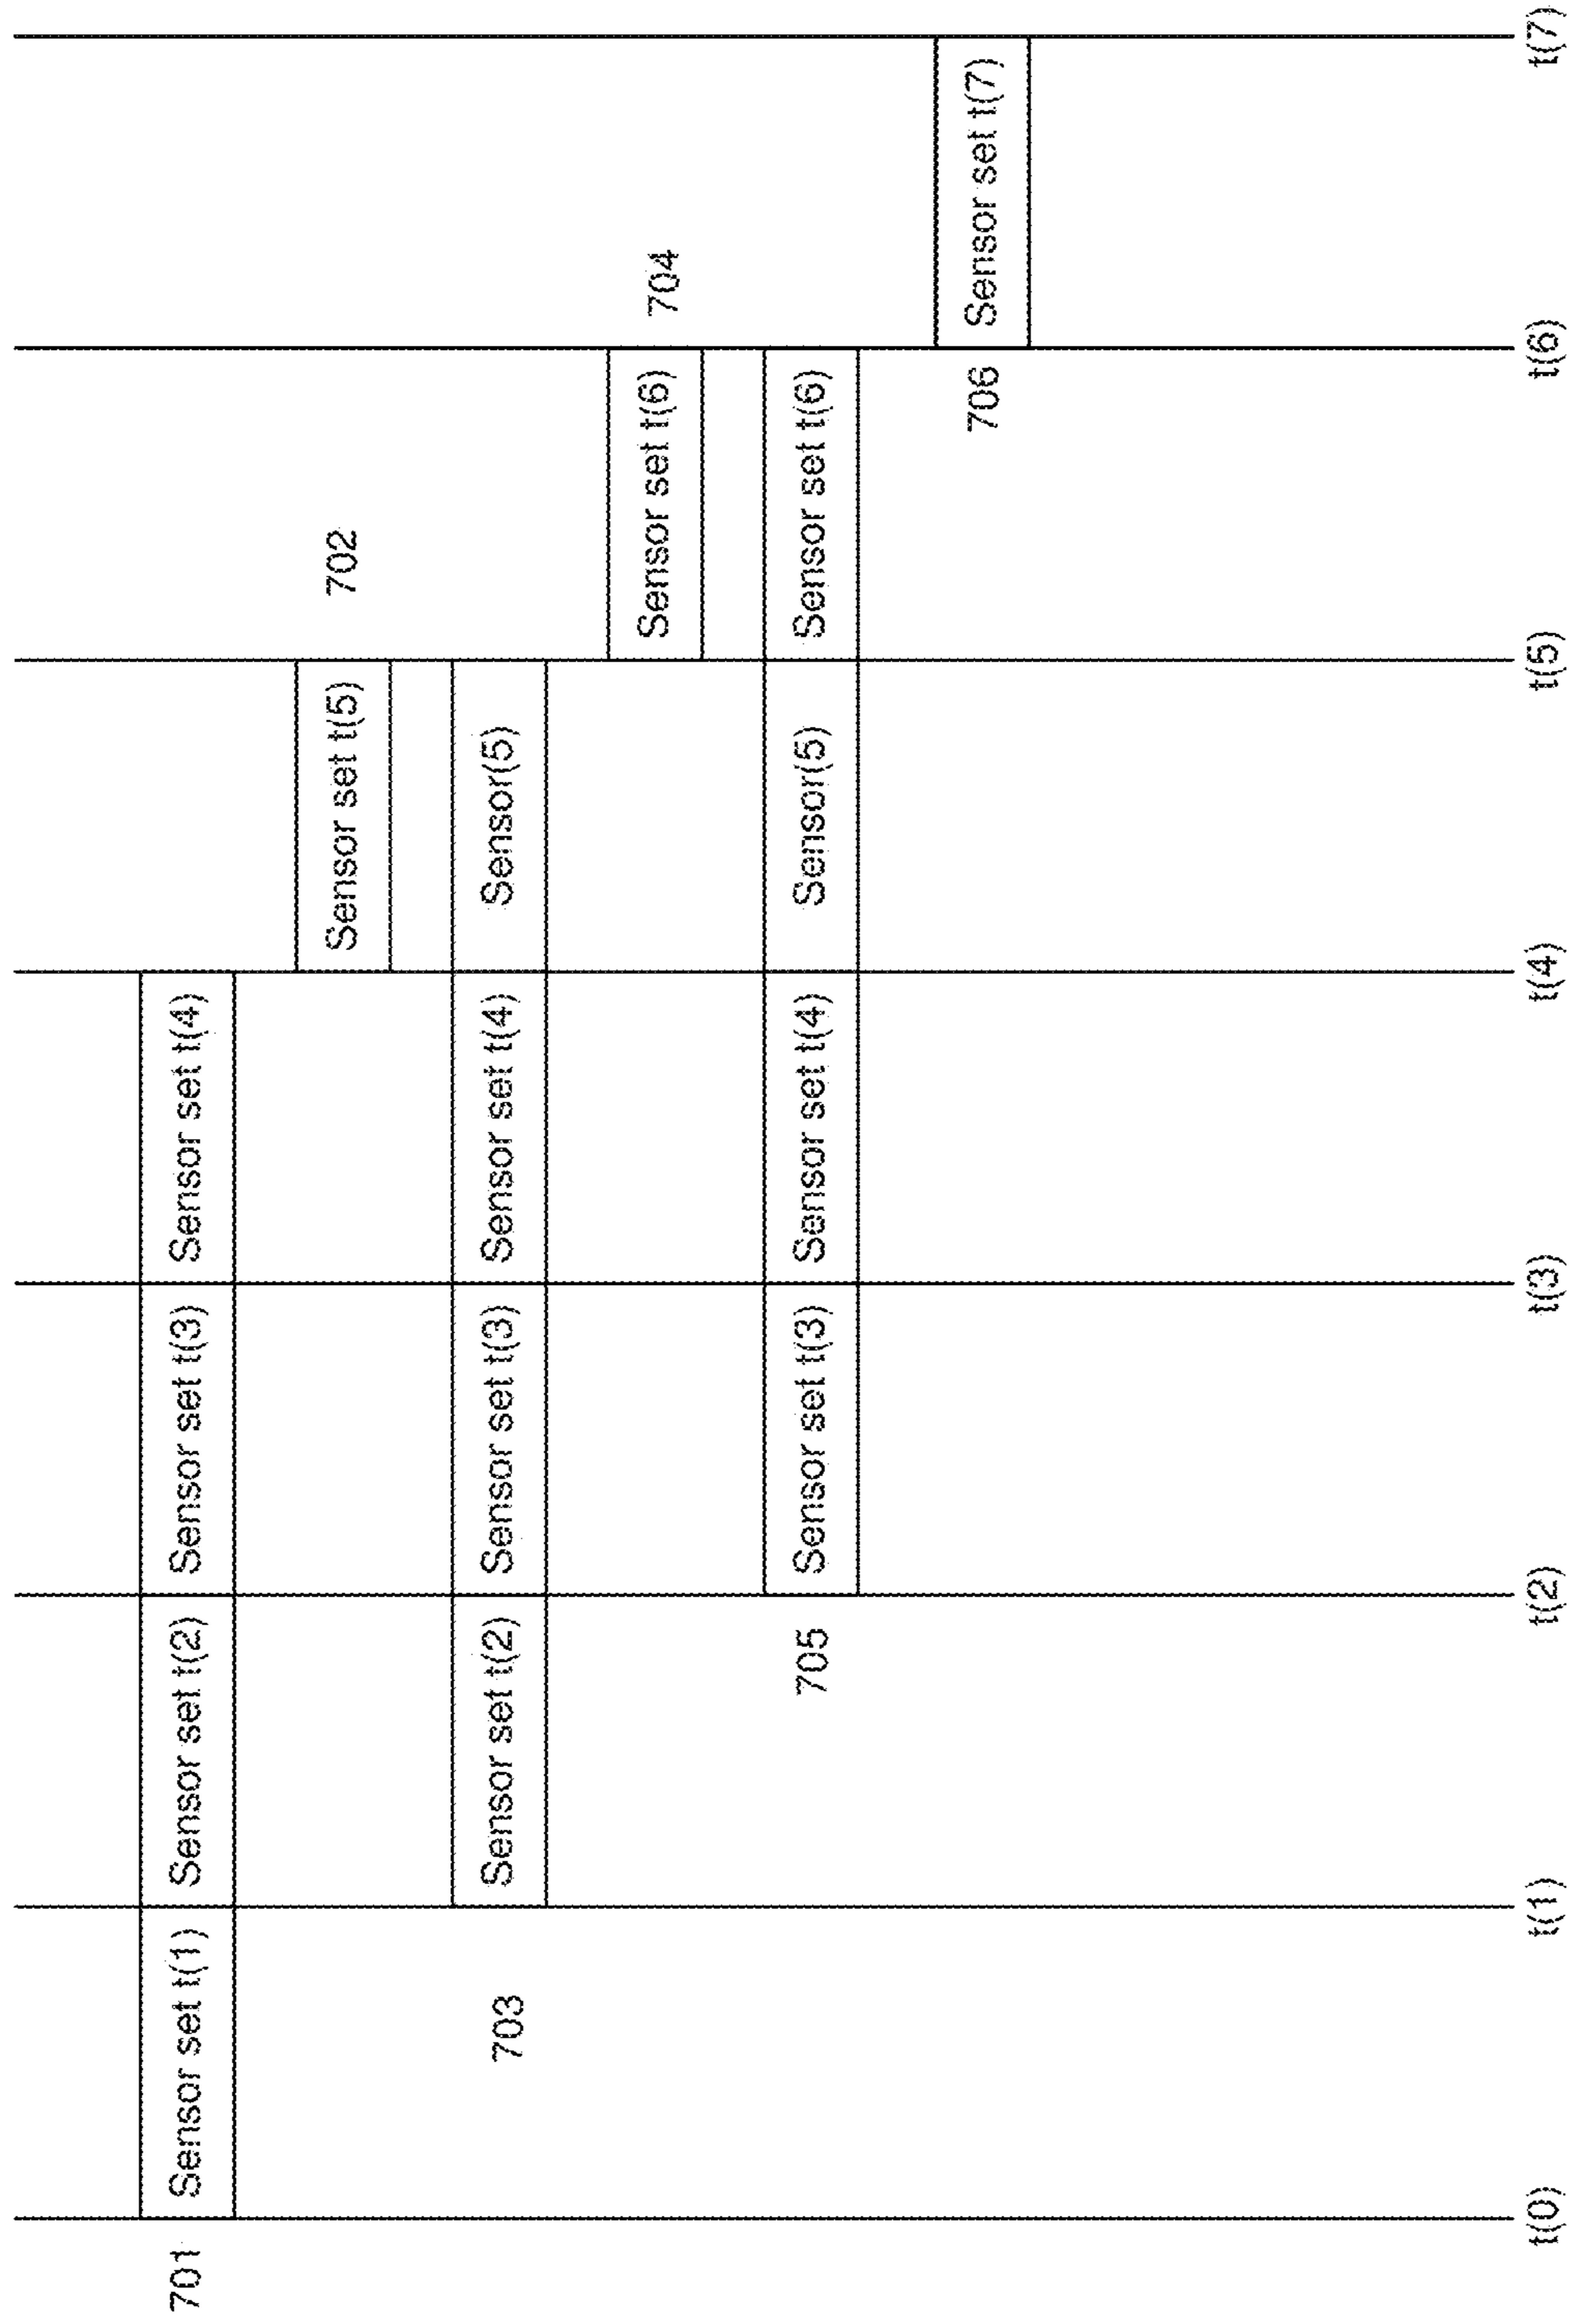 701 Sensor set t(1) Sensor set t(2) Sensor set t(3) Sensor set t(4)
Sensor set t(5) 702
703 Sensor set t(2) Sensor set t(3) Sensor set t(4) Sensor(5)
Sensor set t(6) 704
705 Sensor set t(3) Sensor set t(4) Sensor(5) Sensor set t(6)
706 Sensor set t(7)
t(0) t(1) t(2) t(3) t(4) t(5) t(6) t(7)